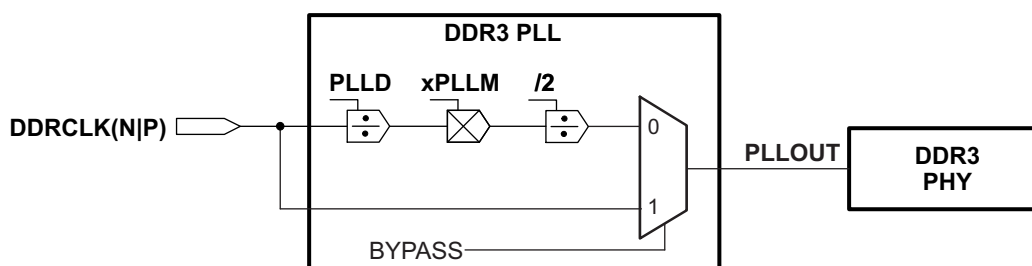 DDR3 PLL
PLLD
xPLLM
/2
DDRCLK(N|P)
0
PLLOUT
DDR3
PHY
1
BYPASS